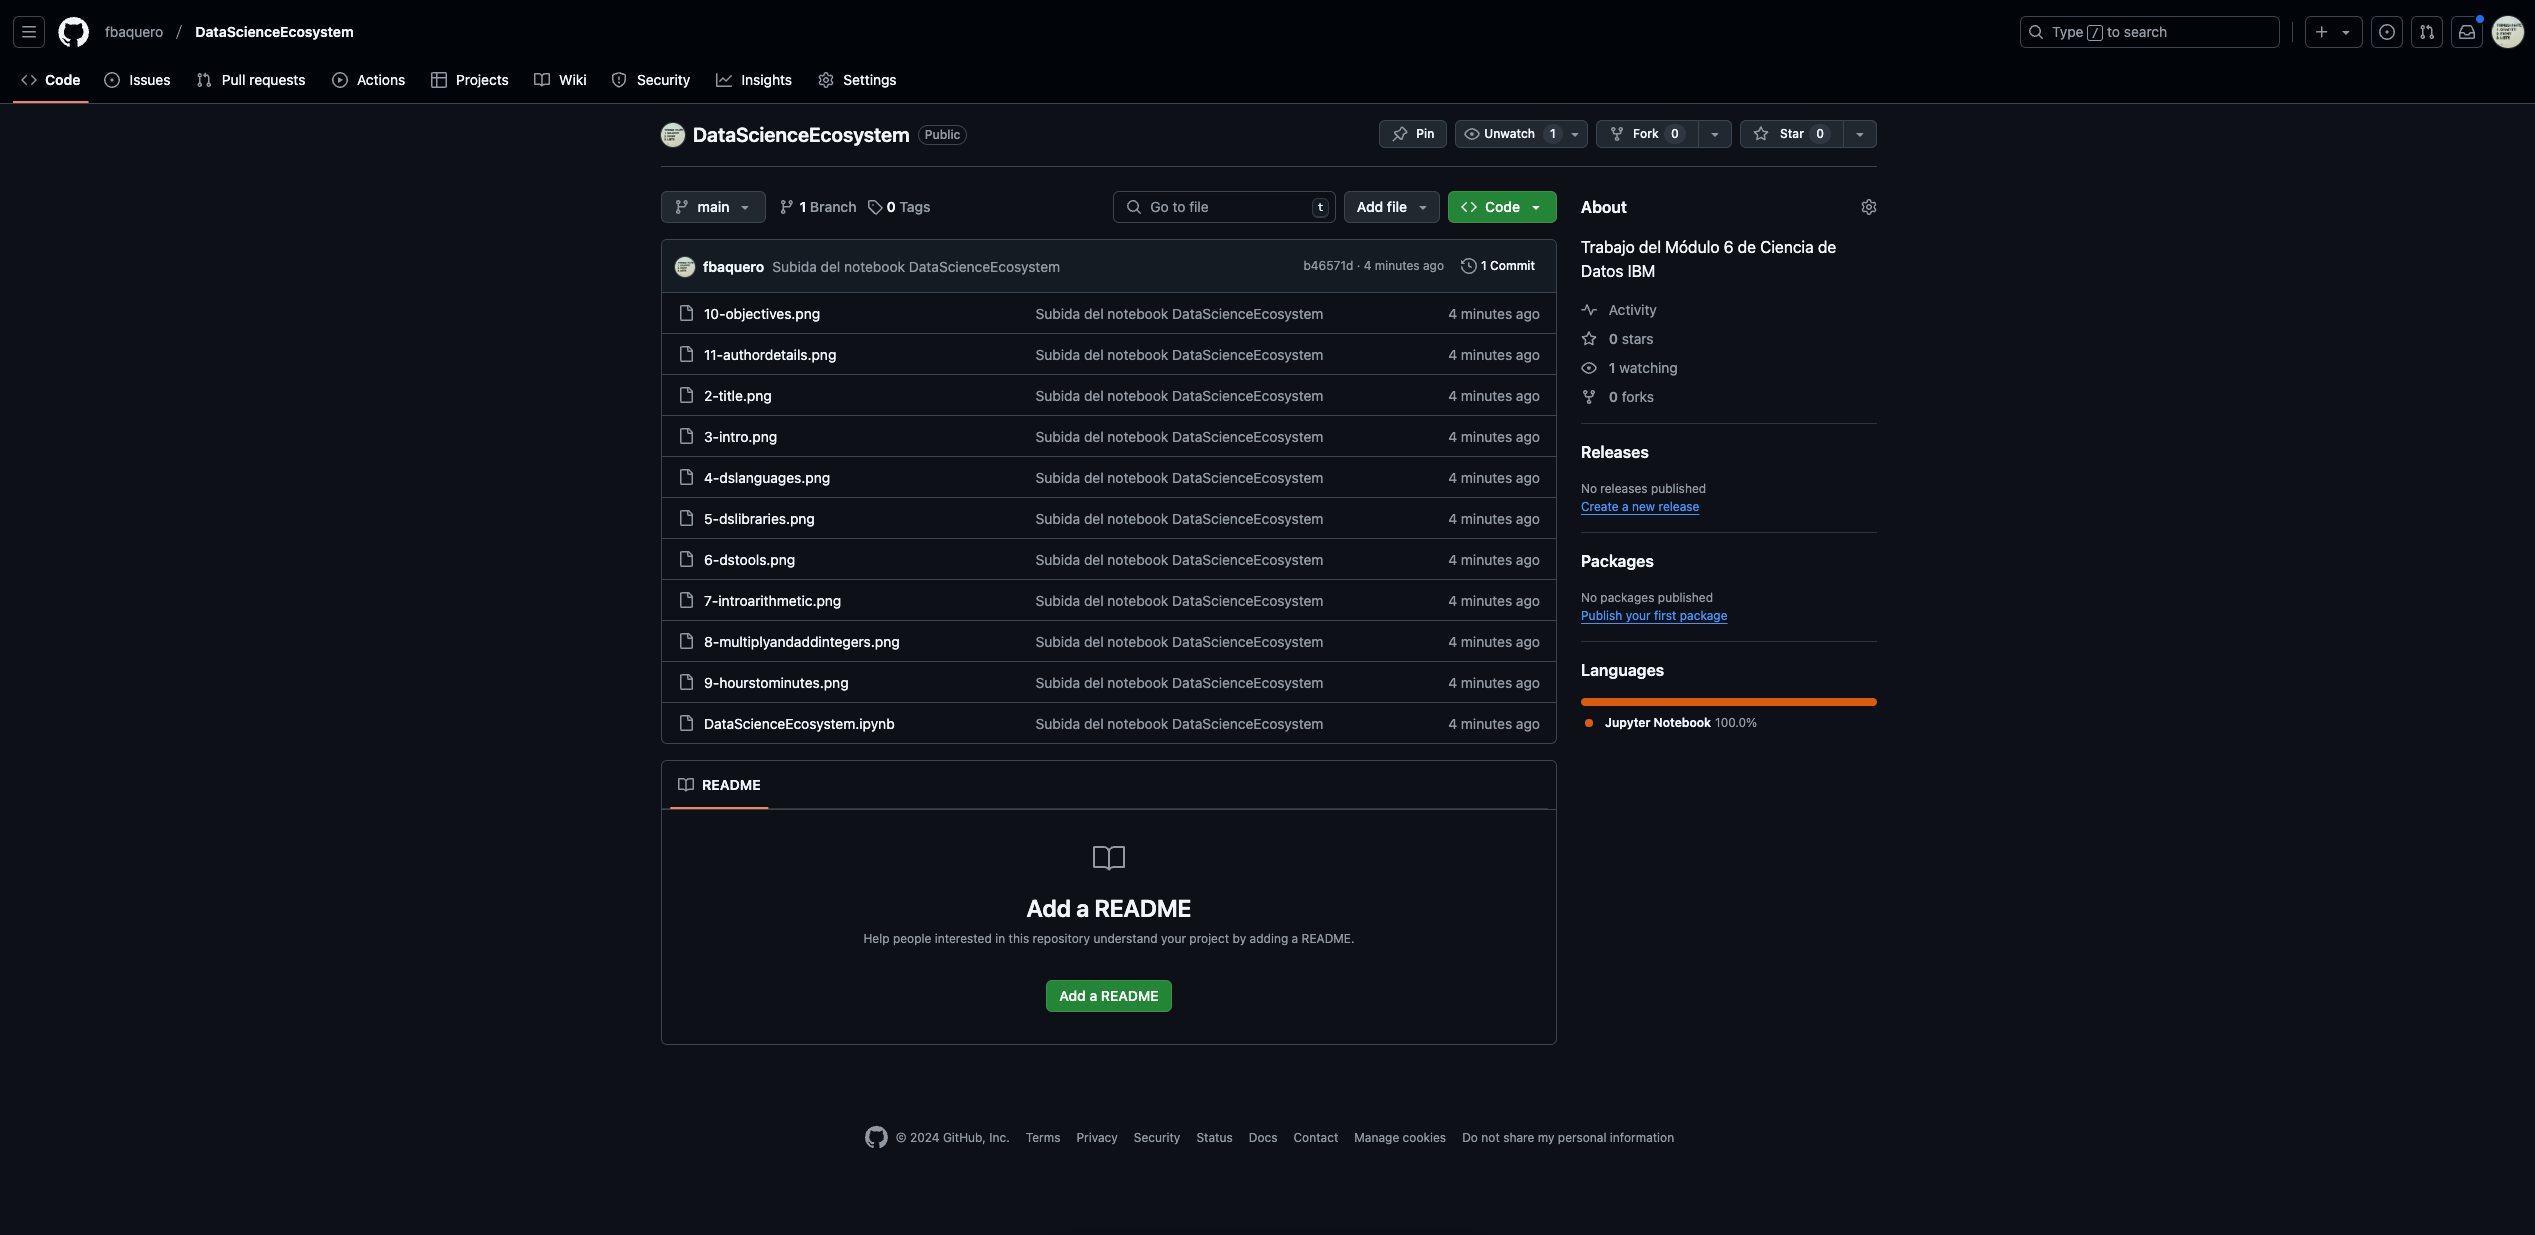 fbaquero / DataScienceEcosystem
Type / to search
Code Issues Pull requests Actions Projects Wiki Security Insights Settings
DataScienceEcosystem Public
Pin Unwatch 1 Fork 0 Star 0
main 1 Branch 0 Tags
Go to file t Add file Code
fbaquero Subida del notebook DataScienceEcosystem b46571d · 4 minutes ago 1 Commit
10-objectives.png Subida del notebook DataScienceEcosystem 4 minutes ago
11-authordetails.png Subida del notebook DataScienceEcosystem 4 minutes ago
2-title.png Subida del notebook DataScienceEcosystem 4 minutes ago
3-intro.png Subida del notebook DataScienceEcosystem 4 minutes ago
4-dslanguages.png Subida del notebook DataScienceEcosystem 4 minutes ago
5-dslibraries.png Subida del notebook DataScienceEcosystem 4 minutes ago
6-dstools.png Subida del notebook DataScienceEcosystem 4 minutes ago
7-introarithmetic.png Subida del notebook DataScienceEcosystem 4 minutes ago
8-multiplyandaddintegers.png Subida del notebook DataScienceEcosystem 4 minutes ago
9-hourstominutes.png Subida del notebook DataScienceEcosystem 4 minutes ago
DataScienceEcosystem.ipynb Subida del notebook DataScienceEcosystem 4 minutes ago
README
Add a README
Help people interested in this repository understand your project by adding a README.
Add a README
About
Trabajo del Módulo 6 de Ciencia de
Datos IBM
Activity
0 stars
1 watching
0 forks
Releases
No releases published
Create a new release
Packages
No packages published
Publish your first package
Languages
Jupyter Notebook 100.0%
© 2024 GitHub, Inc. Terms Privacy Security Status Docs Contact Manage cookies Do not share my personal information